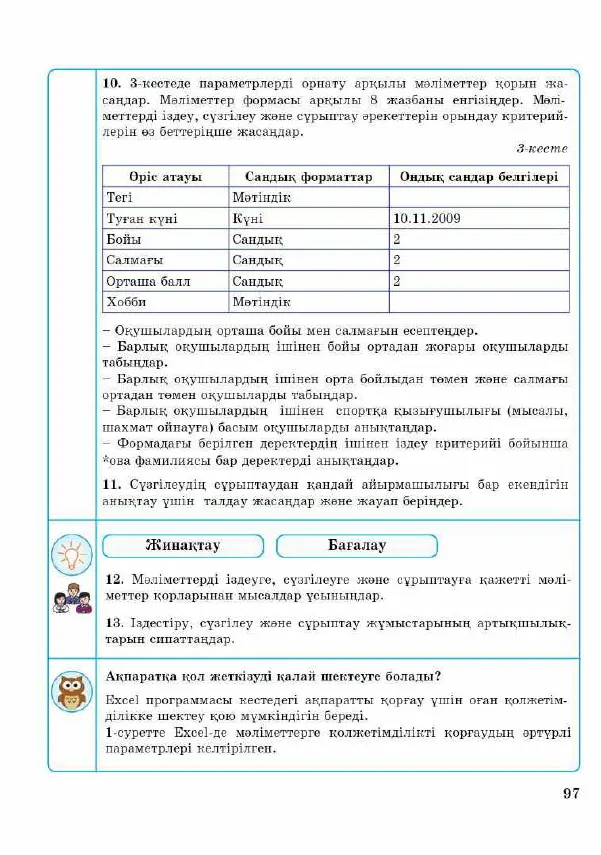 10. 3-кестеде параметрлерді орнату арқылы мәліметтер қорын жа-
саңдар. Мәліметтер формасы арқылы 8 жазбаны енгізіңдер. Мәлі-
меттерді іздеу, сүзгілеу және сұрыптау әрекеттерін орындау критерий-
лерін өз беттеріңше жасаңдар.
3-кесте
Өріс атауы Сандық форматтар Ондық сандар белгілері
Тегі Мәтіндік
Туған күні Күні 10.11.2009
Бойы Сандық 2
Салмағы Сандық 2
Орташа балл Сандық 2
Хобби Мәтіндік
– Оқушылардың орташа бойы мен салмағын есептеңдер.
– Барлық оқушылардың ішінен бойы ортадан жоғары оқушыларды
табыңдар.
– Барлық оқушылардың ішінен орта бойлыдан төмен және салмағы
ортадан төмен оқушыларды табыңдар.
– Барлық оқушылардың ішінен спортқа қызығушылығы (мысалы,
шахмат ойнауға) басым оқушыларды анықтаңдар.
– Формадағы берілген деректердің ішінен іздеу критерийі бойынша
*ова фамилиясы бар деректерді анықтаңдар.
11. Сүзгілеудің сұрыптаудан қандай айырмашылығы бар екендігін
анықтау үшін талдау жасаңдар және жауап беріңдер.
Жинақтау Бағалау
12. Мәліметтерді іздеуге, сүзгілеуге және сұрыптауға қажетті мәлі-
меттер қорларынан мысалдар ұсыныңдар.
13. Іздестіру, сүзгілеу және сұрыптау жұмыстарының артықшылық-
тарын сипаттаңдар.
Ақпаратқа қол жеткізуді қалай шектеуге болады?
Excel программасы кестедегі ақпаратты қорғау үшін оған қолжетім-
ділікке шектеу қою мүмкіндігін береді.
1-суретте Excel-де мәліметтерге қолжетімділікті қорғаудың әртүрлі
параметрлері келтірілген.
97